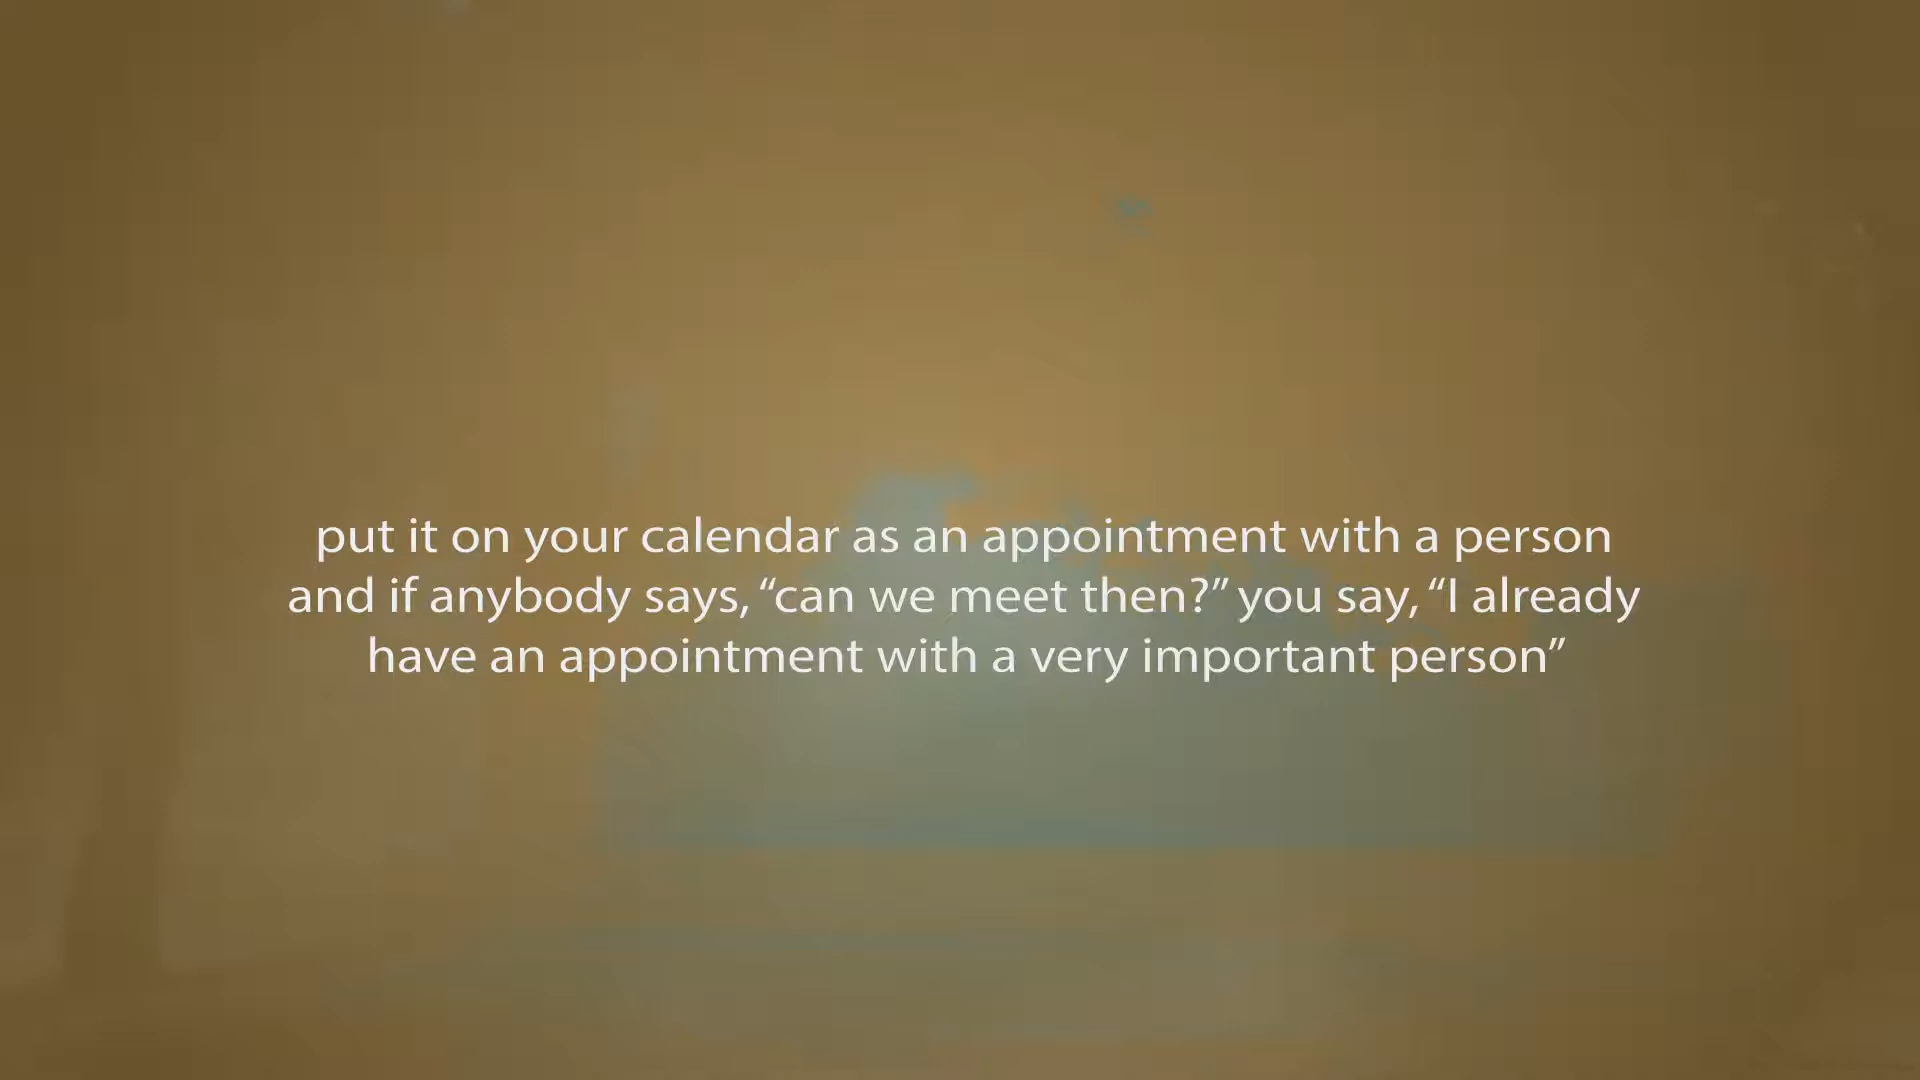 put it on your calendar as an appointment with a person
and if anybody says, “can we meet then?” you say, “I already
have an appointment with a very important person”